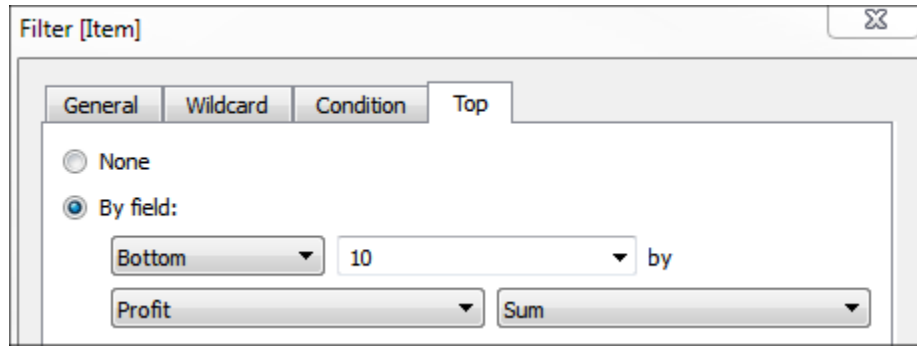 Filter [Item]
General Wildcard Condition Top
None
By field:
Bottom 10 by
Profit Sum